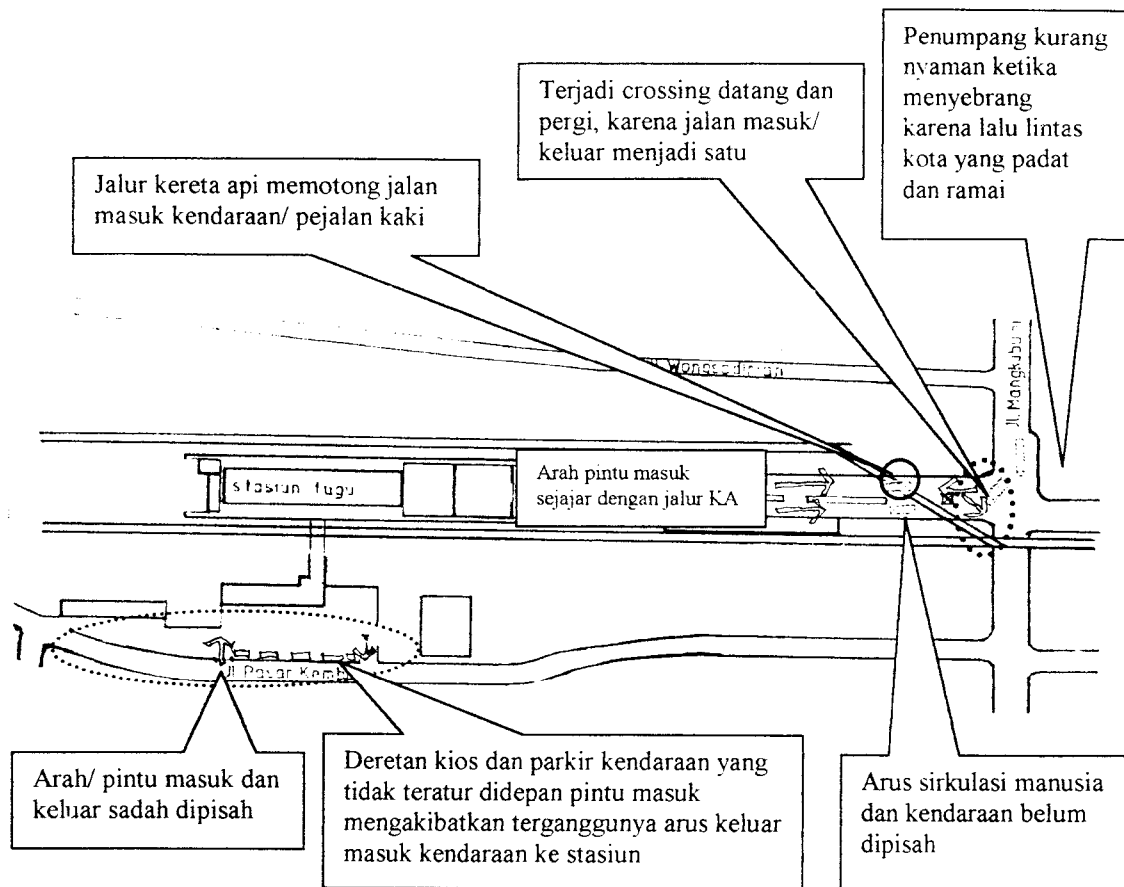 Penumpang kurang
nyaman ketika
menyebrang
karena lalu lintas
kota yang padat
dan ramai
Terjadi crossing datang dan
pergi, karena jalan masuk/
keluar menjadi satu
Jalur kereta api memotong jalan
masuk kendaraan/ pejalan kaki
Jl. Mangkubumi
Wongsodirjan
stasiun tugu
Arah pintu masuk
sejajar dengan jalur KA
Jl Pasar Kemb
Arah/ pintu masuk dan
keluar sadah dipisah
Deretan kios dan parkir kendaraan yang
tidak teratur didepan pintu masuk
mengakibatkan terganggunya arus keluar
masuk kendaraan ke stasiun
Arus sirkulasi manusia
dan kendaraan belum
dipisah